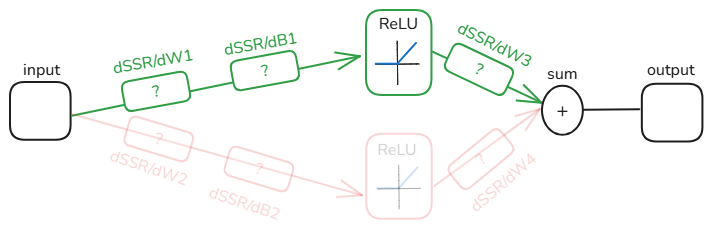 input
dSSR/dW1
?
dSSR/dB1
?
ReLU
dSSR/dW3
?
sum
+
output
?
dSSR/dW2
?
dSSR/dB2
ReLU
?
dSSR/dW4